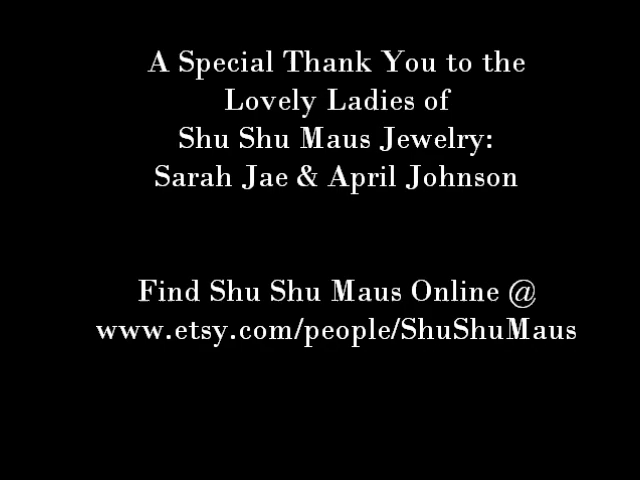 A Special Thank You to the
Lovely Ladies of
Shu Shu Maus Jewelry:
Sarah Jae & April Johnson
Find Shu Shu Maus Online @
www.etsy.com/people/ShuShuMaus